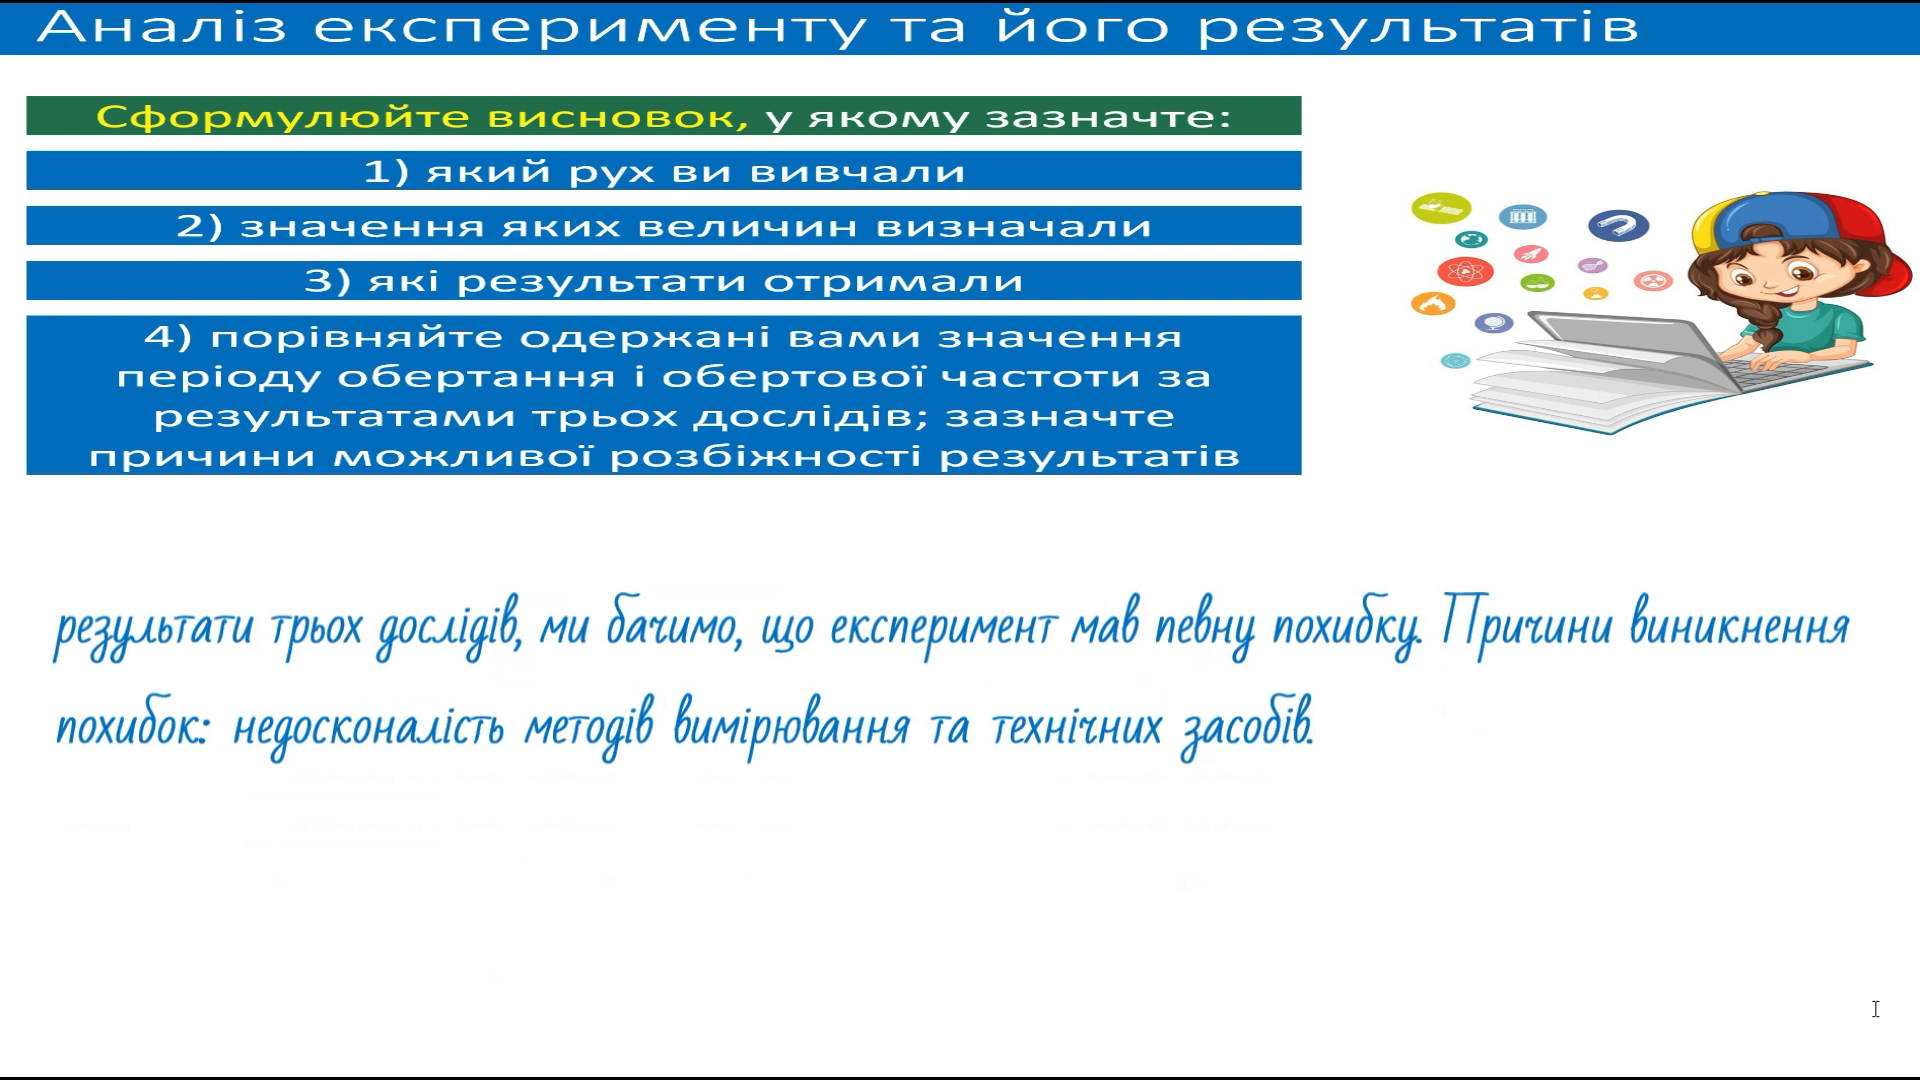 Аналіз експерименту та його результатів
Сформулюйте висновок, у якому зазначте:
1) який рух ви вивчали
2) значення яких величин визначали
3) які результати отримали
4) порівняйте одержані вами значення
періоду обертання і обертової частоти за
результатами трьох дослідів; зазначте
причини можливої розбіжності результатів
результати трьох дослідів, ми бачимо, що експеримент мав певну похибку. Причини виникнення
похибок: недосконалість методів вимірювання та технічних засобів.